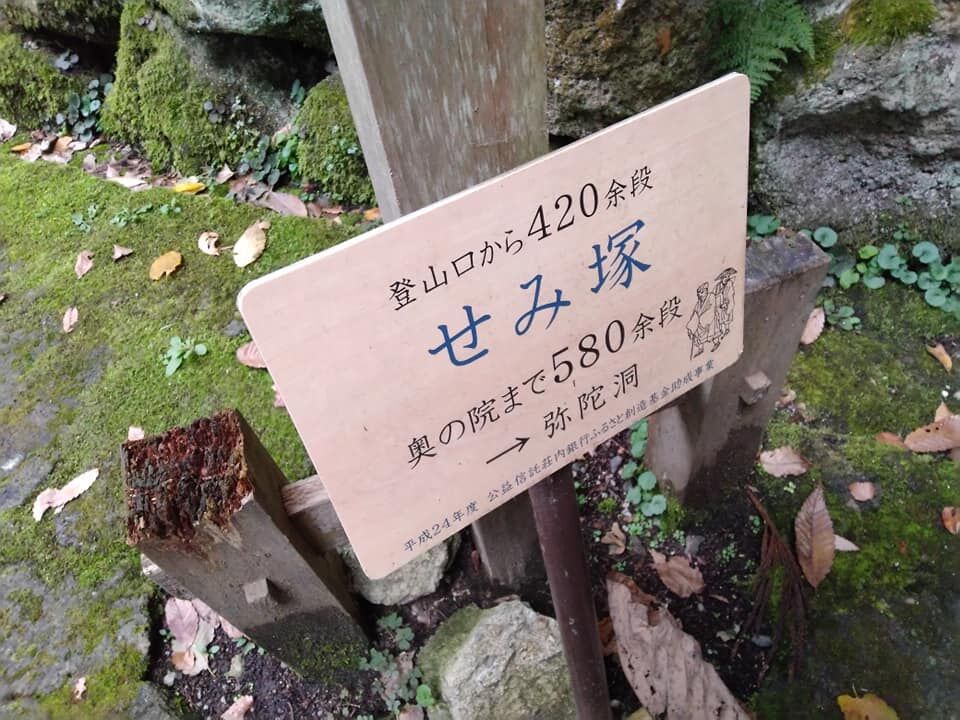 登山口から420余段
せみ塚
奥の院まで580余段
→ 弥陀洞
平成24年度 公益信託荘内銀行ふるさと創造基金助成事業